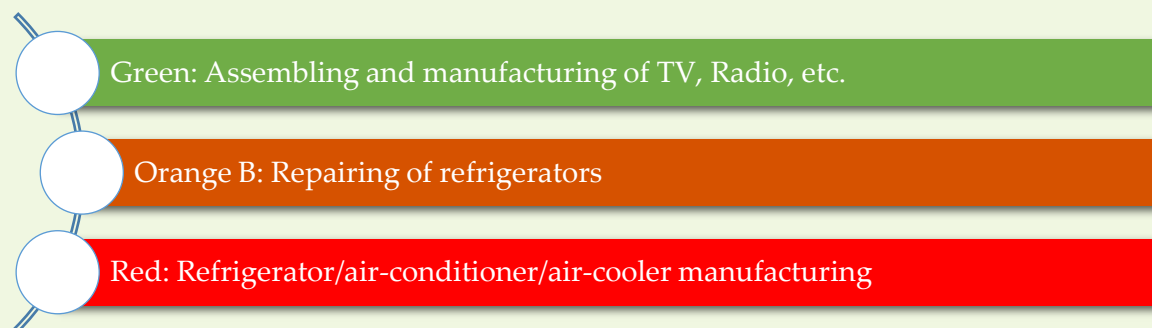 Green: Assembling and manufacturing of TV, Radio, etc.
Orange B: Repairing of refrigerators
Red: Refrigerator/air-conditioner/air-cooler manufacturing